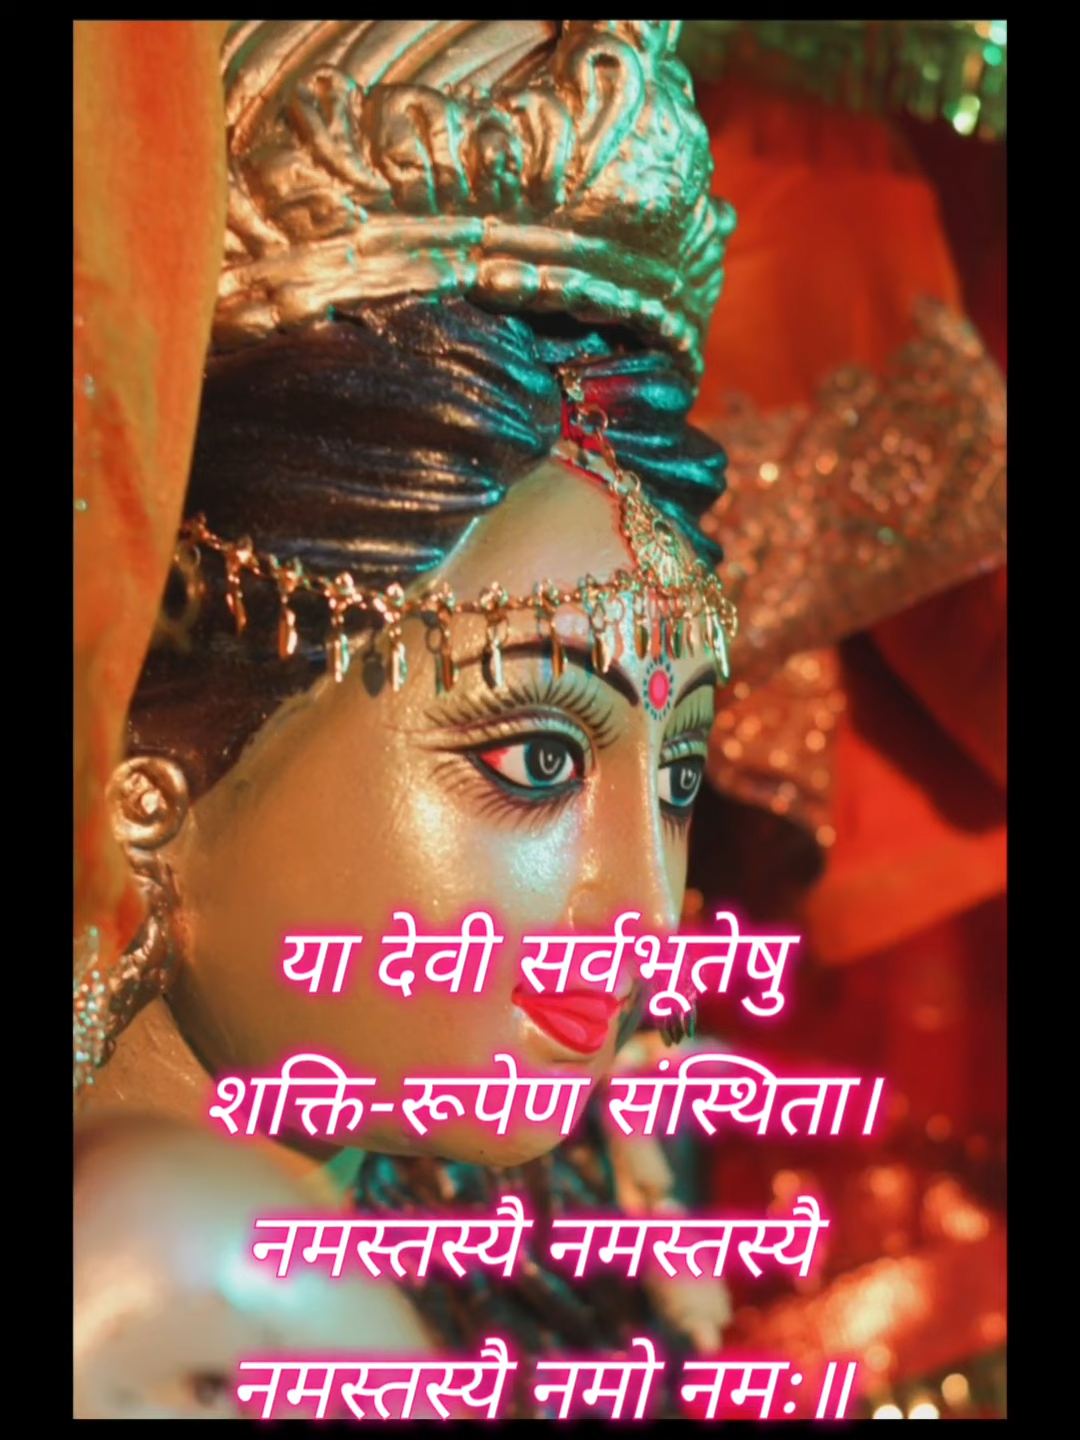 या देवी सर्वभूतेषु
शक्ति-रूपेण संस्थिता।
नमस्तस्यै नमस्तस्यै
नमस्तस्यै नमो नमः॥